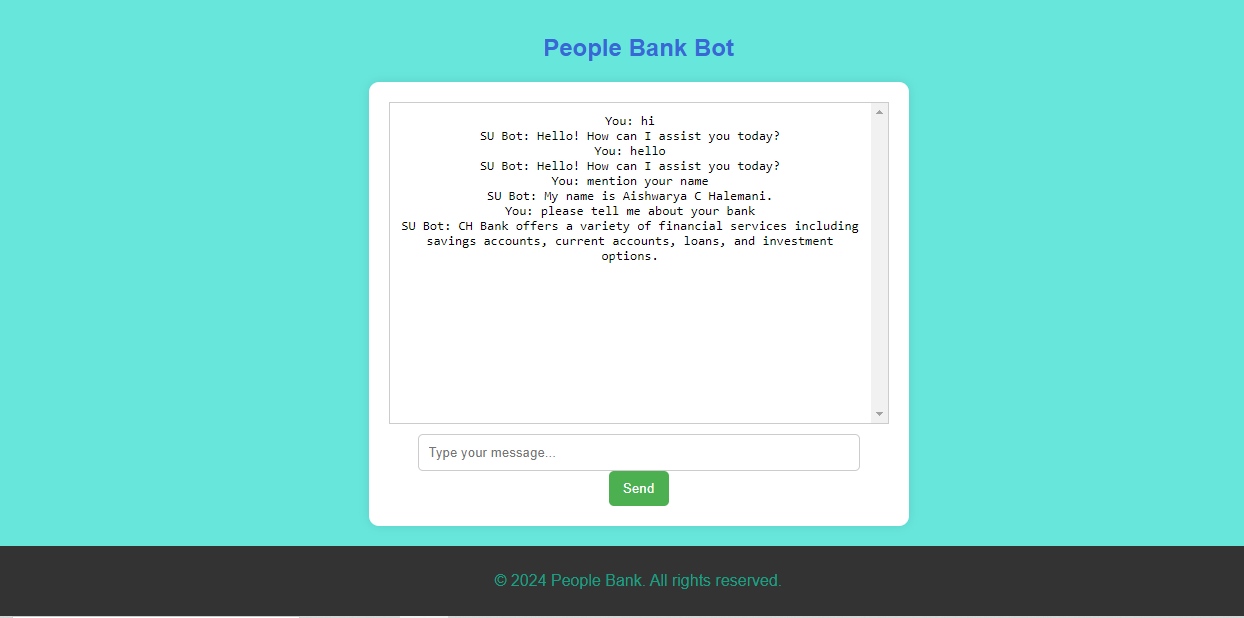 People Bank Bot
You: hi
SU Bot: Hello! How can I assist you today?
You: hello
SU Bot: Hello! How can I assist you today?
You: mention your name
SU Bot: My name is Aishwarya C Halemani.
You: please tell me about your bank
SU Bot: CH Bank offers a variety of financial services including
savings accounts, current accounts, loans, and investment
options.
Type your message...
Send
© 2024 People Bank. All rights reserved.